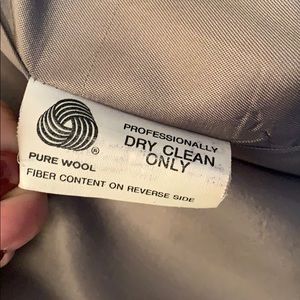 PROFESSIONALLY
DRY CLEAN
ONLY
®
PURE WOOL
FIBER CONTENT ON REVERSE SIDE